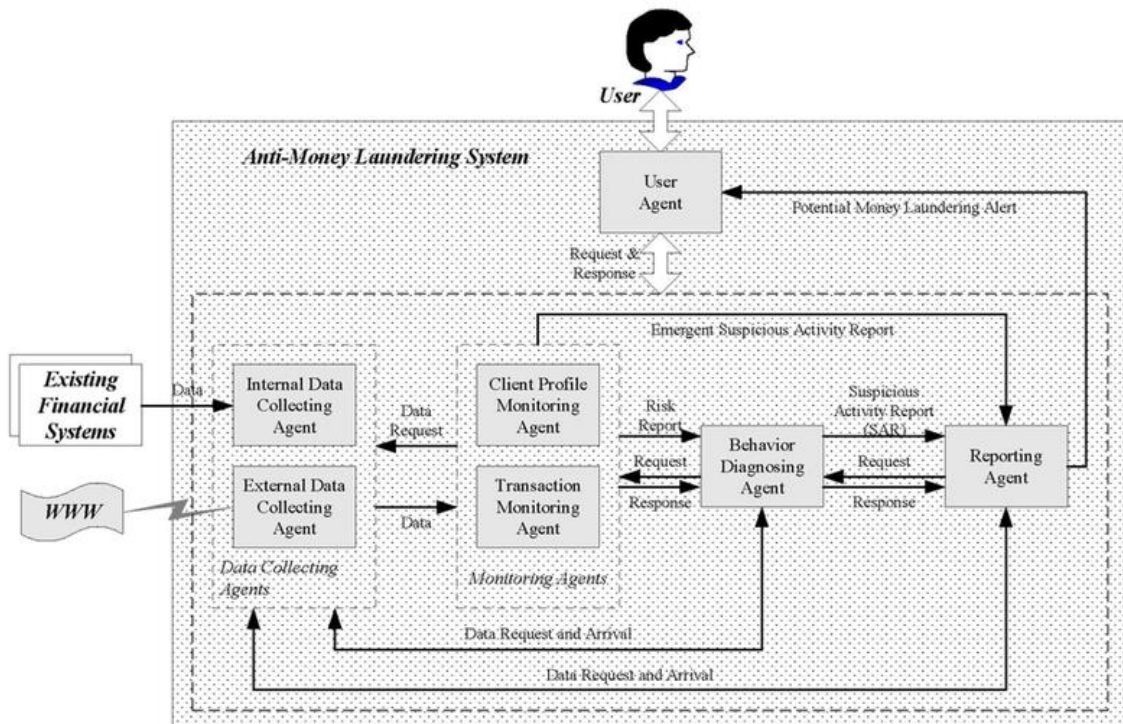 User
Anti-Money Laundering System
User
Agent
Potential Money Laundering Alert
Request &
Response
Emergent Suspicious Activity Report
Existing
Financial
Systems
Data
Internal Data
Collecting
Agent
Data
Request
Client Profile
Monitoring
Agent
Risk
Report
Suspicious
Activity Report
(SAR)
Behavior
Diagnosing
Agent
Reporting
Agent
Request
Request
WWW
External Data
Collecting
Agent
Data
Transaction
Monitoring
Agent
Response
Response
Data Collecting
Agents
Monitoring Agents
Data Request and Arrival
Data Request and Arrival